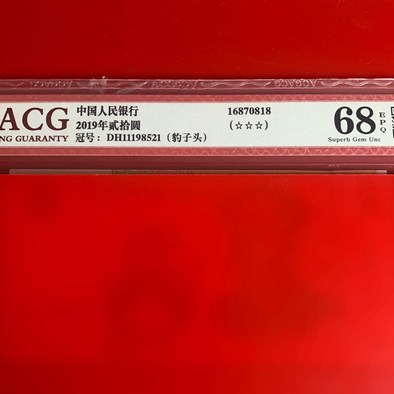 ACG
NG GUARANTY
中国人民银行
2019年贰拾圆
冠号: DH11198521 (豹子头)
16870818
(☆☆☆)
68 EPQ
Superb Gem Unc